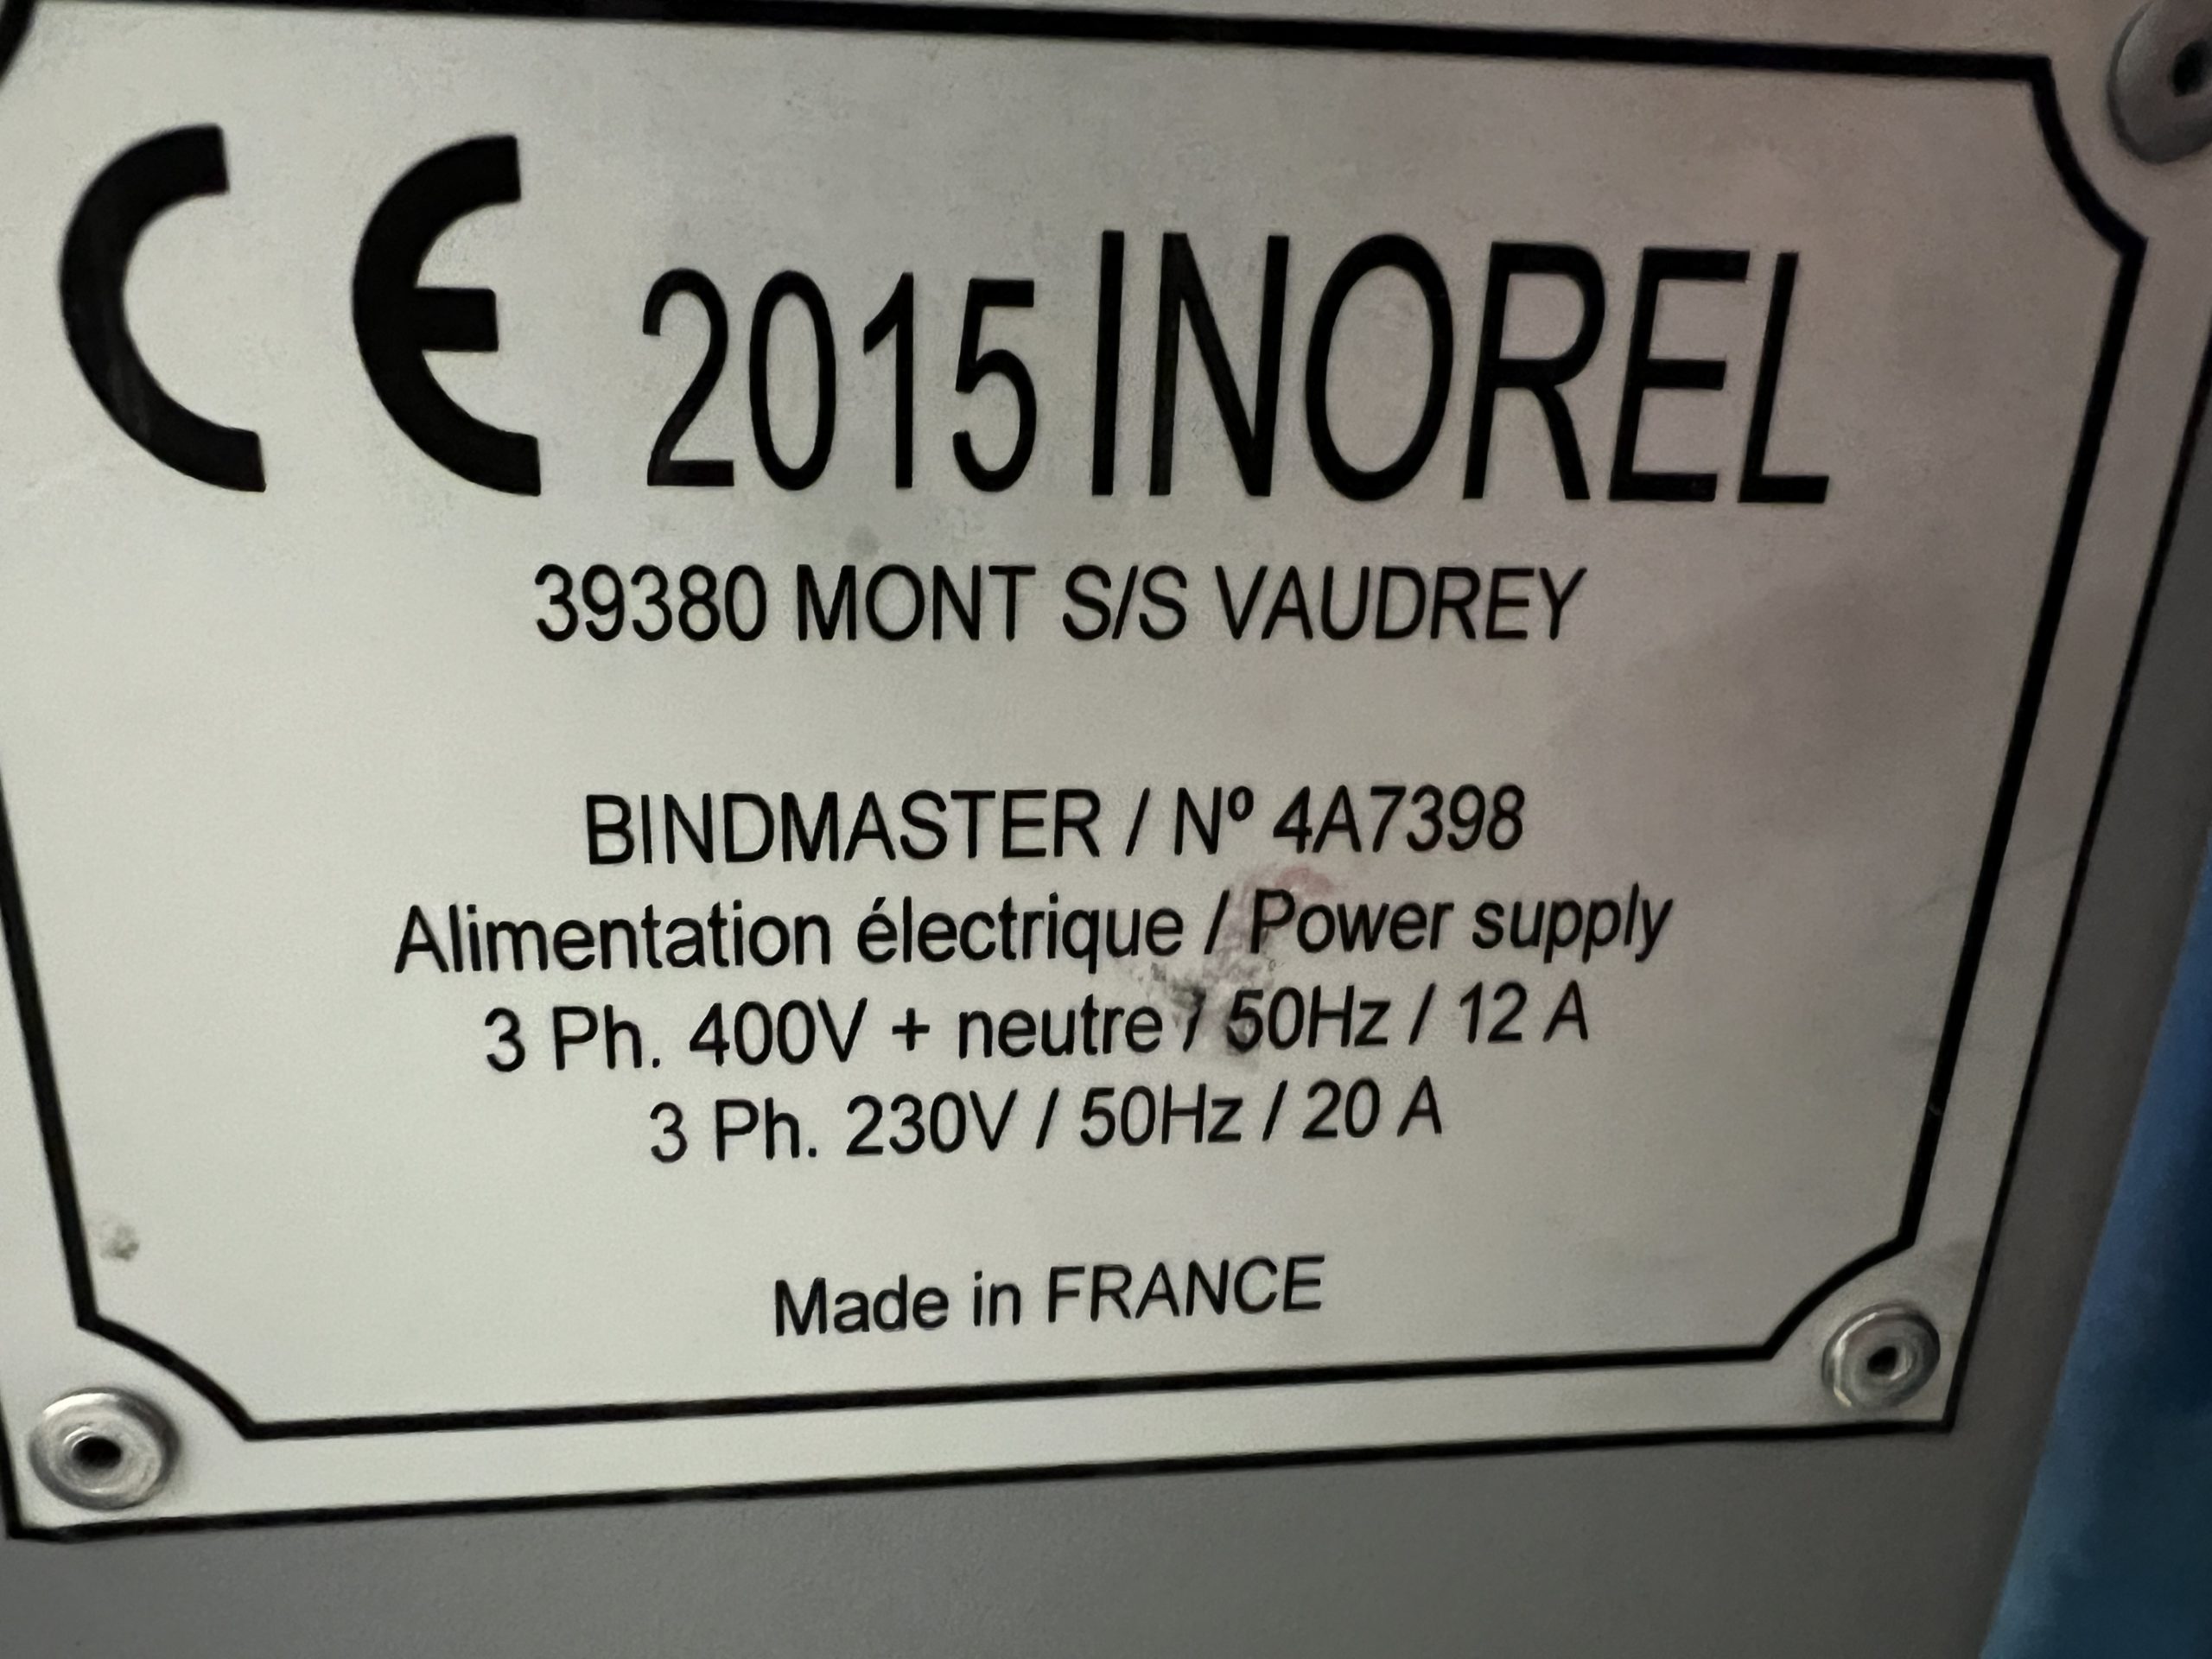 CE 2015 INOREL
39380 MONT S/S VAUDREY
BINDMASTER / Nº 4A7398
Alimentation électrique / Power supply
3 Ph. 400V + neutre / 50Hz / 12 A
3 Ph. 230V / 50Hz / 20 A
Made in FRANCE